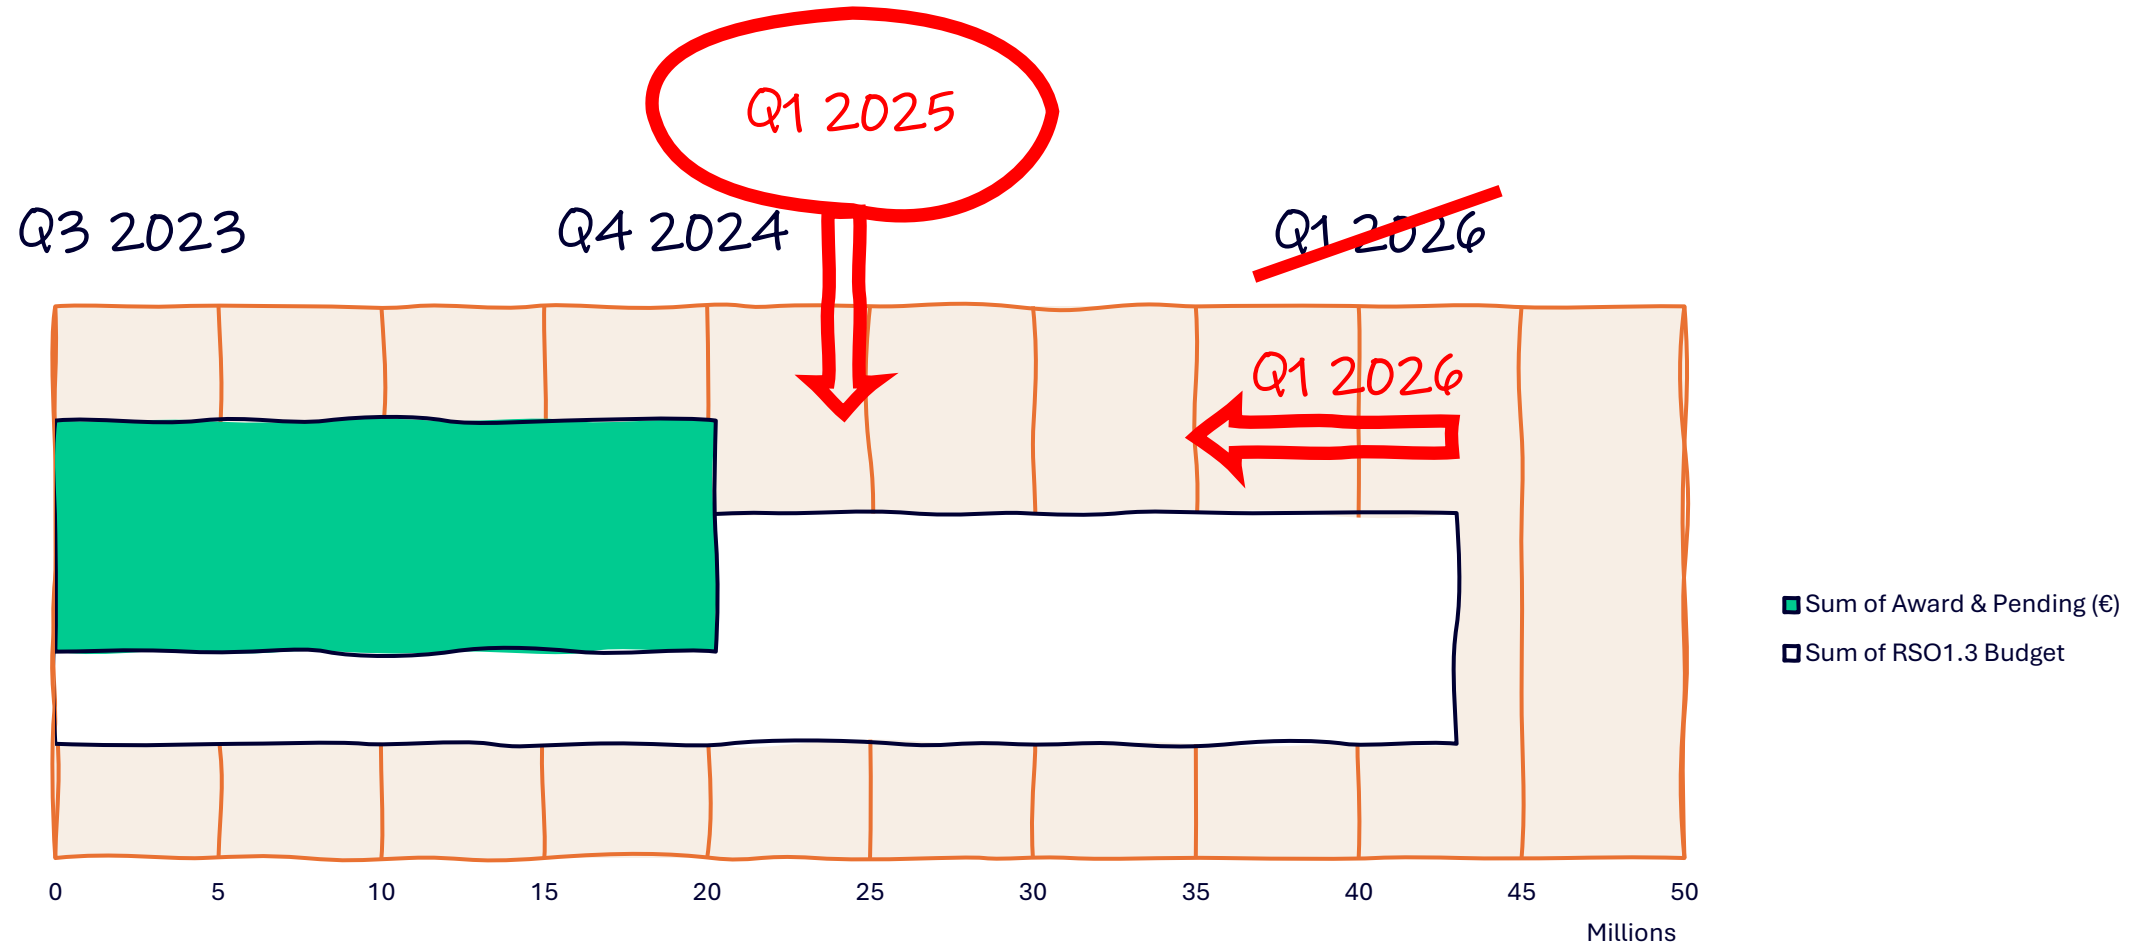 Q1 2025
Q3 2023
Q4 2024
Q1 2026
Q1 2026
Sum of Award & Pending (€)
Sum of RSO1.3 Budget
0 5 10 15 20 25 30 35 40 45 50
Millions